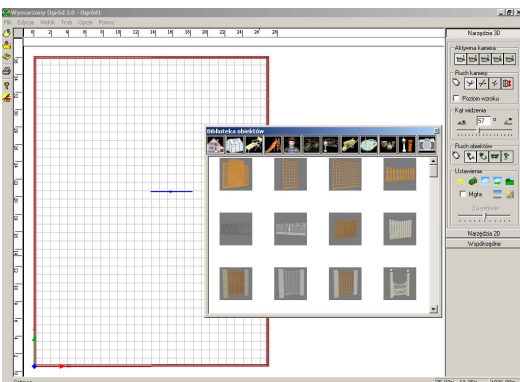 Wymarzony Ogród 3.0 - Ogród1
Plik Edycja Widok Tryb Opcje Pomoc
0 2 4 6 8 10 12 14 16 18 20 22 24 26 28
Narzędzia 3D
Aktywna kamera
Ruch kamery
Poziom wzroku
Kąt widzenia
57 °
Biblioteka obiektów
Ruch obiektów
Ustawienia
Mgła
Oświetlenie
Narzędzia 2D
Współrzędne
Gotowe